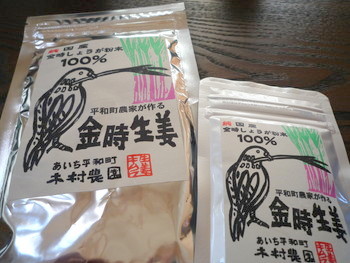 純国産
金時しょうが粉末
100%
平和町農家が作る
金時生姜
あいち平和町
木村農園
純国産
金時しょうが粉末
100%
平和町農家が作る
金時生姜
あいち平和町
木村農園